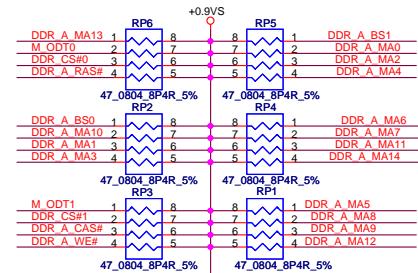 +0.9VS
RP6 RP5
DDR_A_MA13 1 8 8 1 DDR_A_BS1
M_ODT0 2 7 7 2 DDR_A_MA0
DDR_CS#0 3 6 6 3 DDR_A_MA2
DDR_A_RAS# 4 5 5 4 DDR_A_MA4
47_0804_8P4R_5% 47_0804_8P4R_5%
RP2 RP4
DDR_A_BS0 1 8 8 1 DDR_A_MA6
DDR_A_MA10 2 7 7 2 DDR_A_MA7
DDR_A_MA1 3 6 6 3 DDR_A_MA11
DDR_A_MA3 4 5 5 4 DDR_A_MA14
47_0804_8P4R_5% 47_0804_8P4R_5%
RP3 RP1
M_ODT1 1 8 8 1 DDR_A_MA5
DDR_CS#1 2 7 7 2 DDR_A_MA8
DDR_A_CAS# 3 6 6 3 DDR_A_MA9
DDR_A_WE# 4 5 5 4 DDR_A_MA12
47_0804_8P4R_5% 47_0804_8P4R_5%